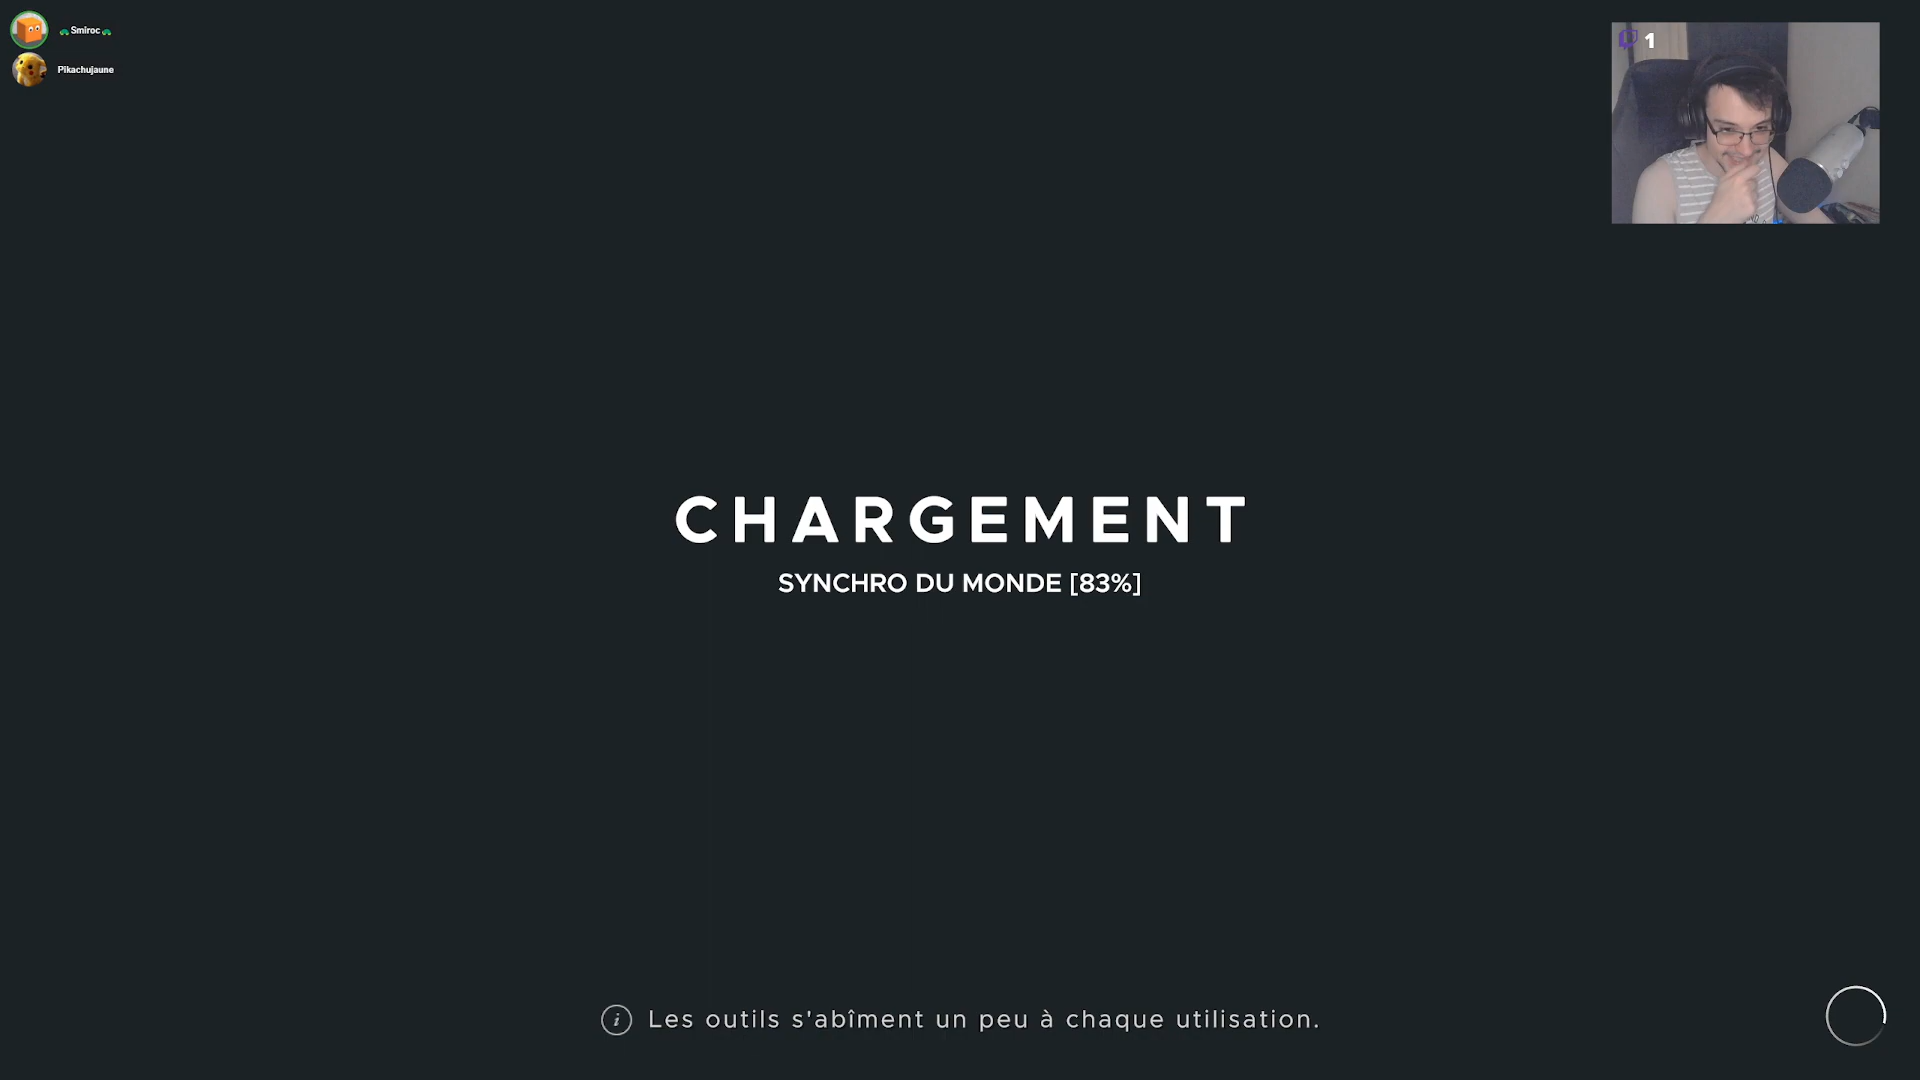 Smiroc
Pikachujaune
1
CHARGEMENT
SYNCHRO DU MONDE [83%]
Les outils s'abîment un peu à chaque utilisation.